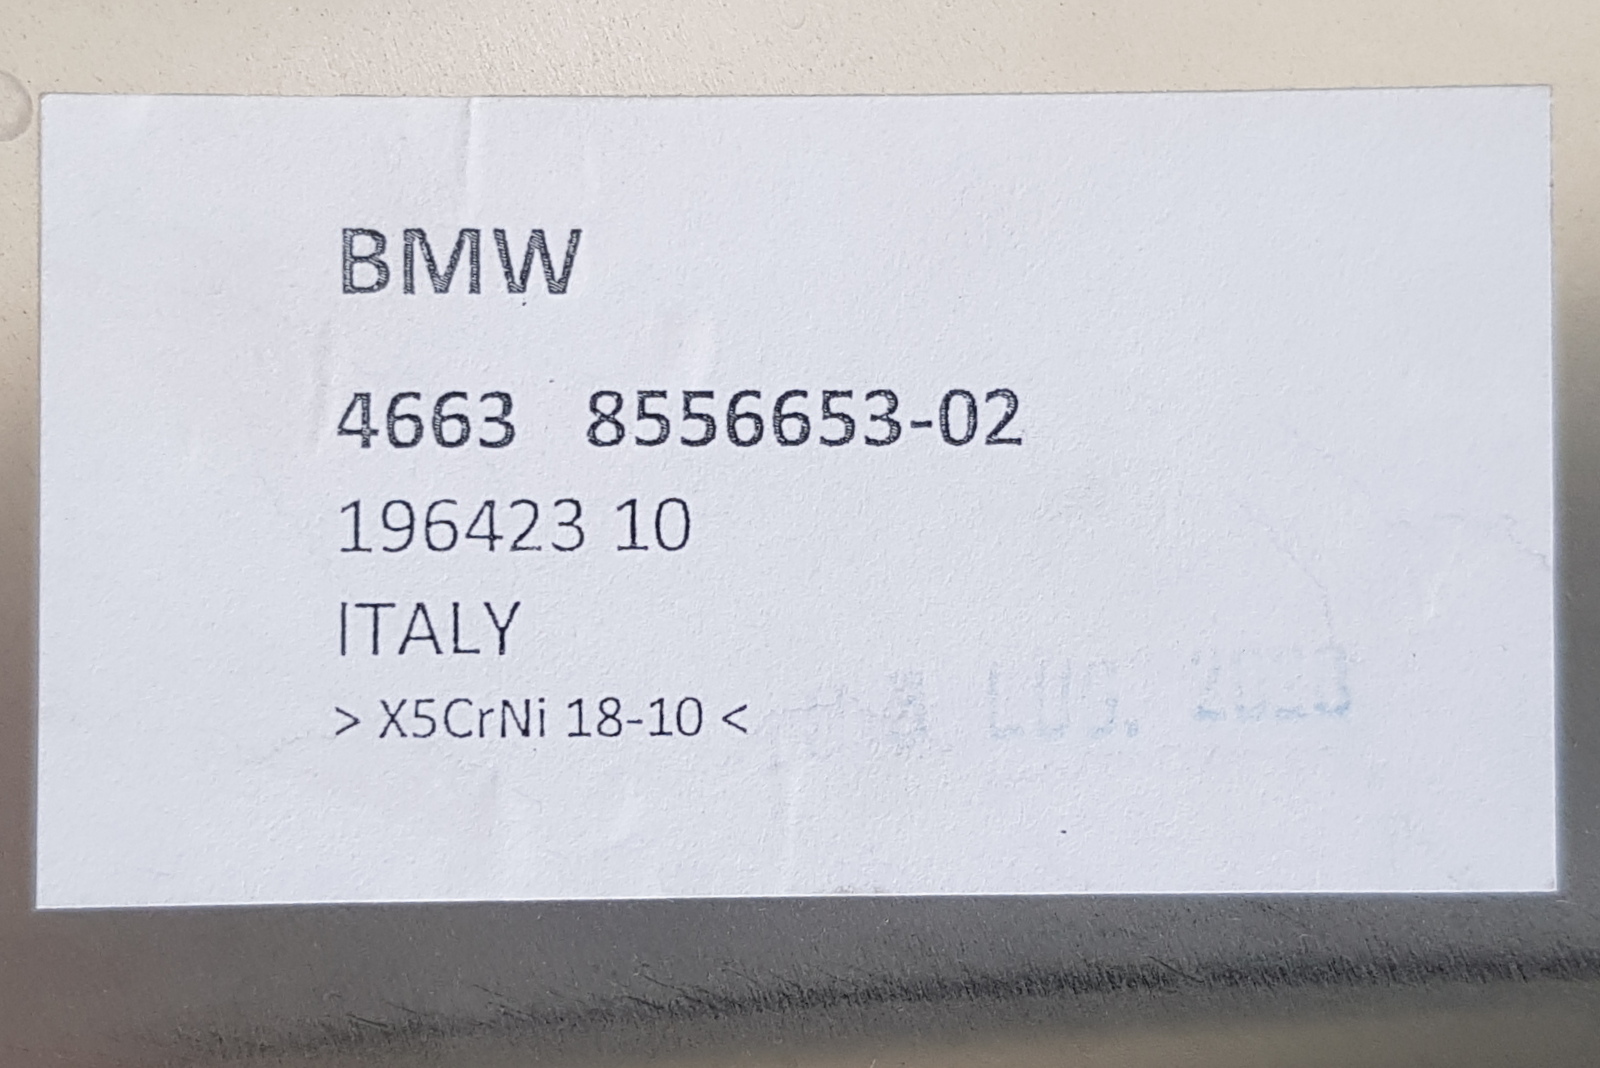 BMW
4663 8556653-02
196423 10
ITALY
> X5CrNi 18-10 <